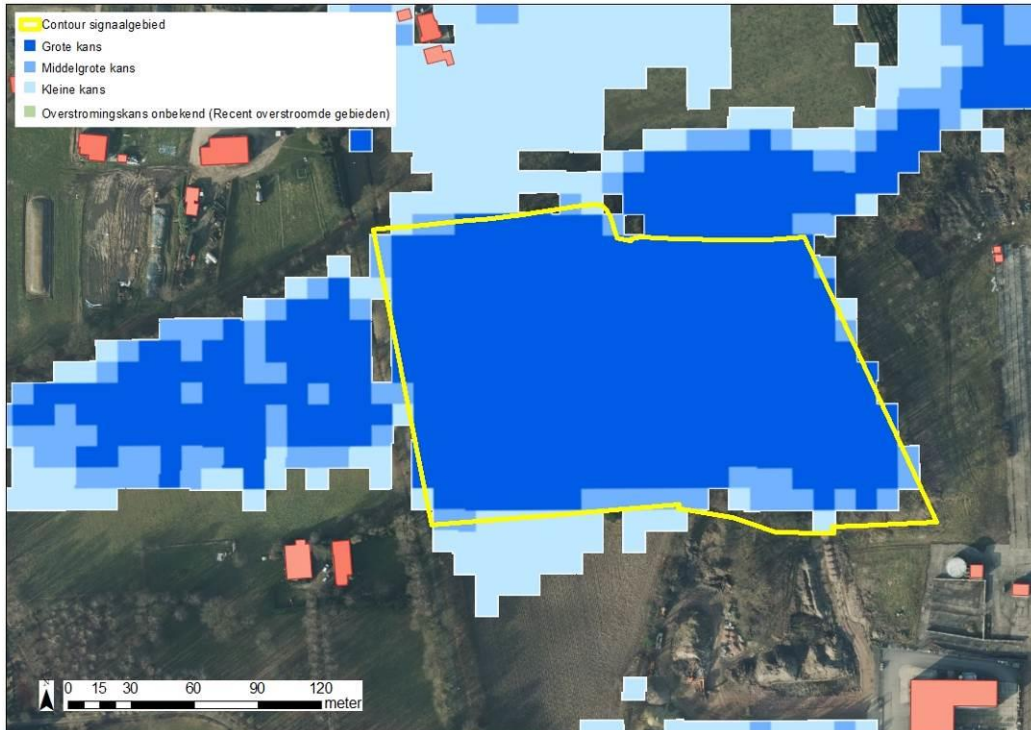 Contour signaalgebied
Grote kans
Middelgrote kans
Kleine kans
Overstromingskans onbekend (Recent overstroomde gebieden)
N
0 15 30 60 90 120
meter